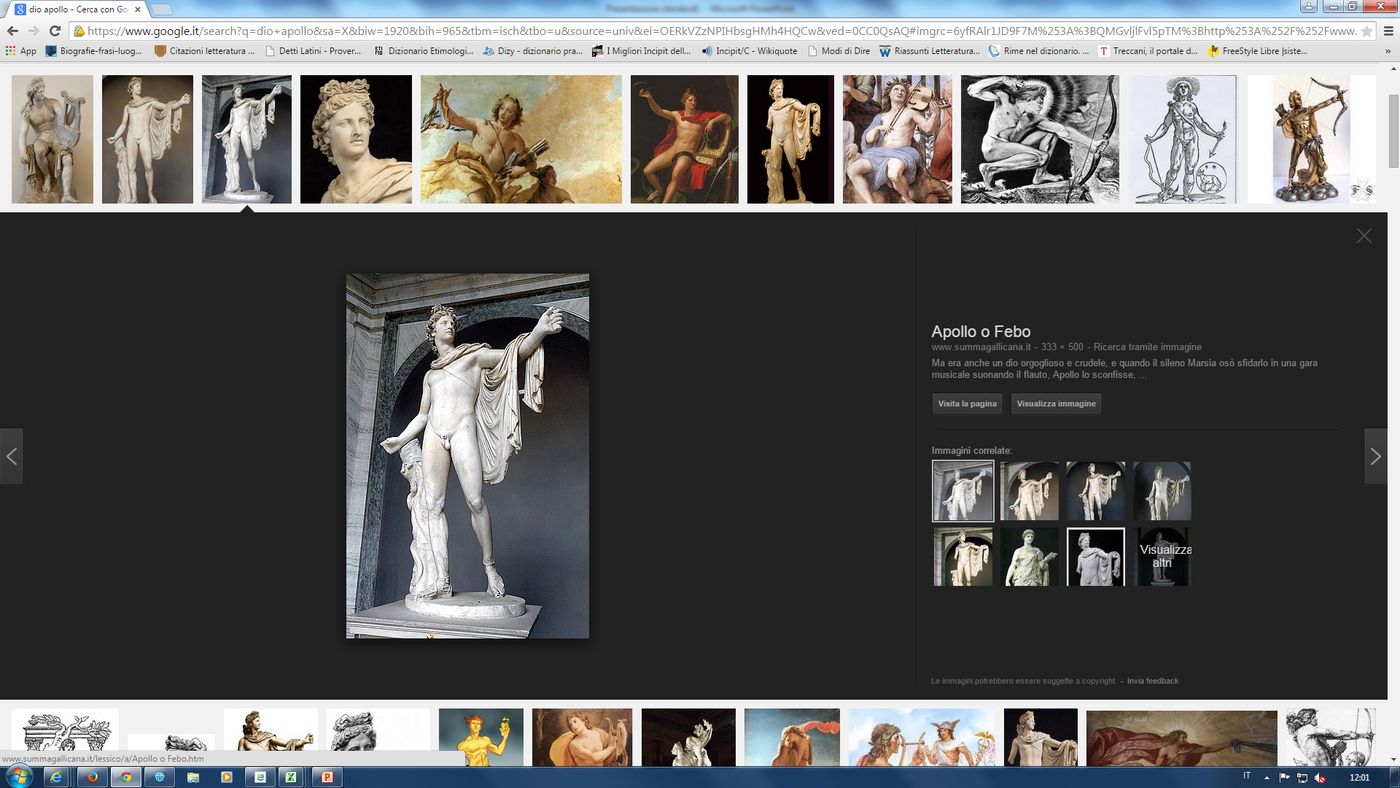 dio apollo - Cerca con Go
https://www.google.it/search?q=dio+apollo&sa=X&biw=1920&bih=965&tbm=isch&tbo=u&source=univ&ei=OERkVZzNPIHbsgHMh4HQCw&ved=0CC0QsAQ#imgrc=6yfRAlr1JD9F7M%253A%3BQMGvljlFvl5pTM%3Bhttp%253A%252F%252Fwww.
App Biografie-frasi-luog... Citazioni letteratura ... Detti Latini - Prover... Dizionario Etimologi... Dizy - dizionario pra... I Migliori Incipit dell... Incipit/C - Wikiquote Modi di Dire Riassunti Letteratura... Rime nel dizionario. ... Treccani, il portale d... FreeStyle Libre |siste... »
Apollo o Febo
www.summagallicana.it - 333 × 500 - Ricerca tramite immagine
Ma era anche un dio orgoglioso e crudele, e quando il sileno Marsia osò sfidarlo in una gara
musicale suonando il flauto, Apollo lo sconfisse, ...
Visita la pagina Visualizza immagine
Immagini correlate:
Visualizza
altri
Le immagini potrebbero essere soggette a copyright. - Invia feedback
www.summagallicana.it/lessico/a/Apollo o Febo.htm
IT 12:01